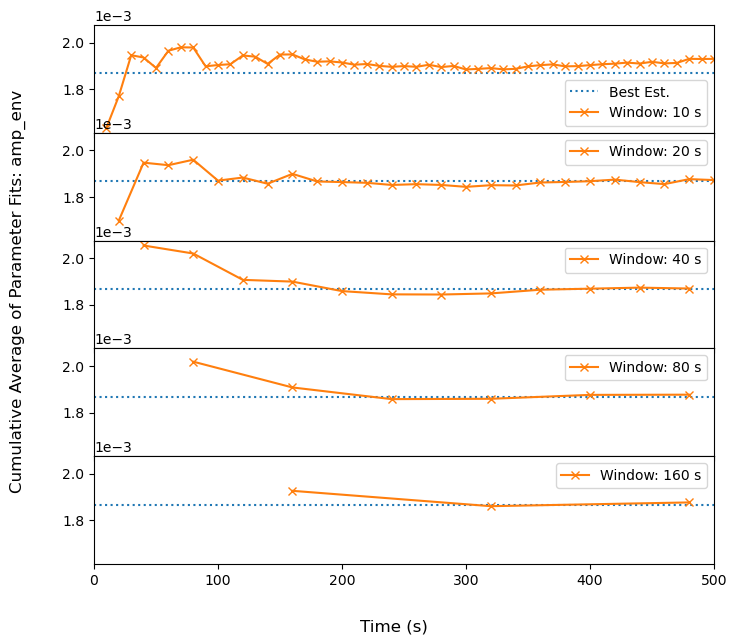 1e−3
2.0
1.8
Best Est.
Window: 10 s
1e−3
2.0
1.8
Window: 20 s
1e−3
2.0
1.8
Window: 40 s
1e−3
2.0
1.8
Window: 80 s
1e−3
2.0
1.8
Window: 160 s
0 100 200 300 400 500
Time (s)
Cumulative Average of Parameter Fits: amp_env